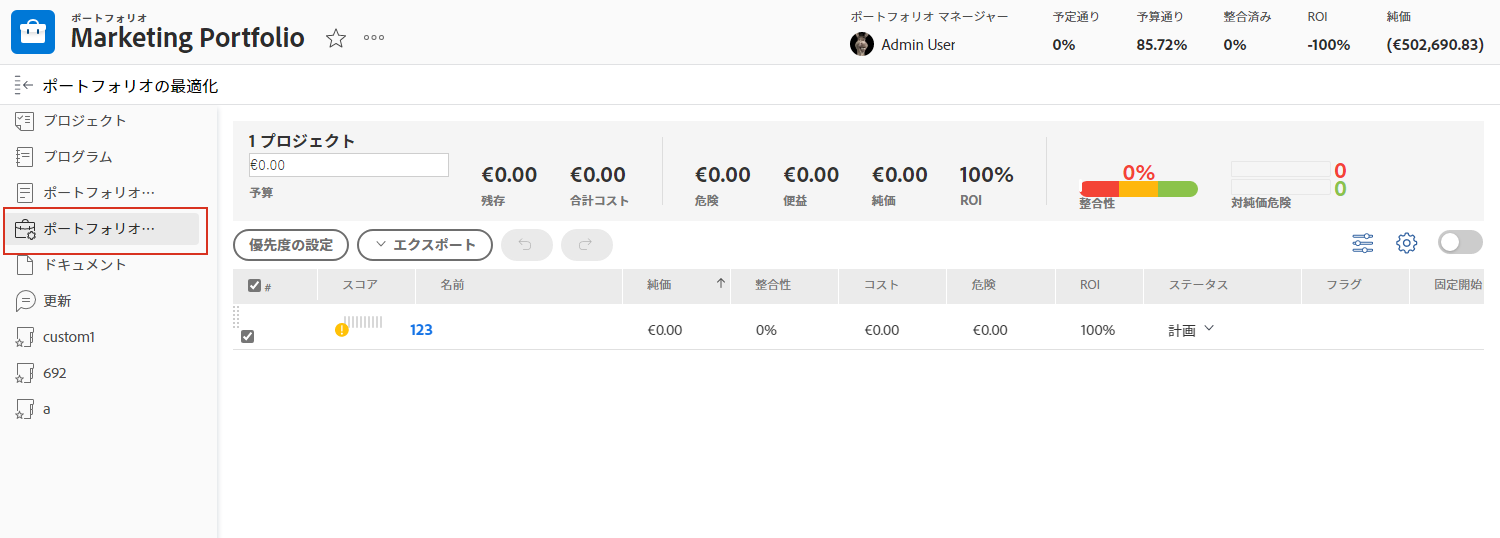 ポートフォリオ
Marketing Portfolio
ポートフォリオ マネージャー 予定通り 予算通り 整合済み ROI 純価
Admin User 0% 85.72% 0% -100% (€502,690.83)
ポートフォリオの最適化
プロジェクト
プログラム
ポートフォリオ…
ポートフォリオ…
ドキュメント
更新
custom1
692
a
1 プロジェクト
€0.00
予算
€0.00 €0.00 €0.00 €0.00 €0.00 100% 0% 0
0
残存 合計コスト 危険 便益 純価 ROI 整合性 対純価危険
優先度の設定 エクスポート
# スコア 名前 純価 整合性 コスト 危険 ROI ステータス フラグ 固定開始
123 €0.00 0% €0.00 €0.00 100% 計画